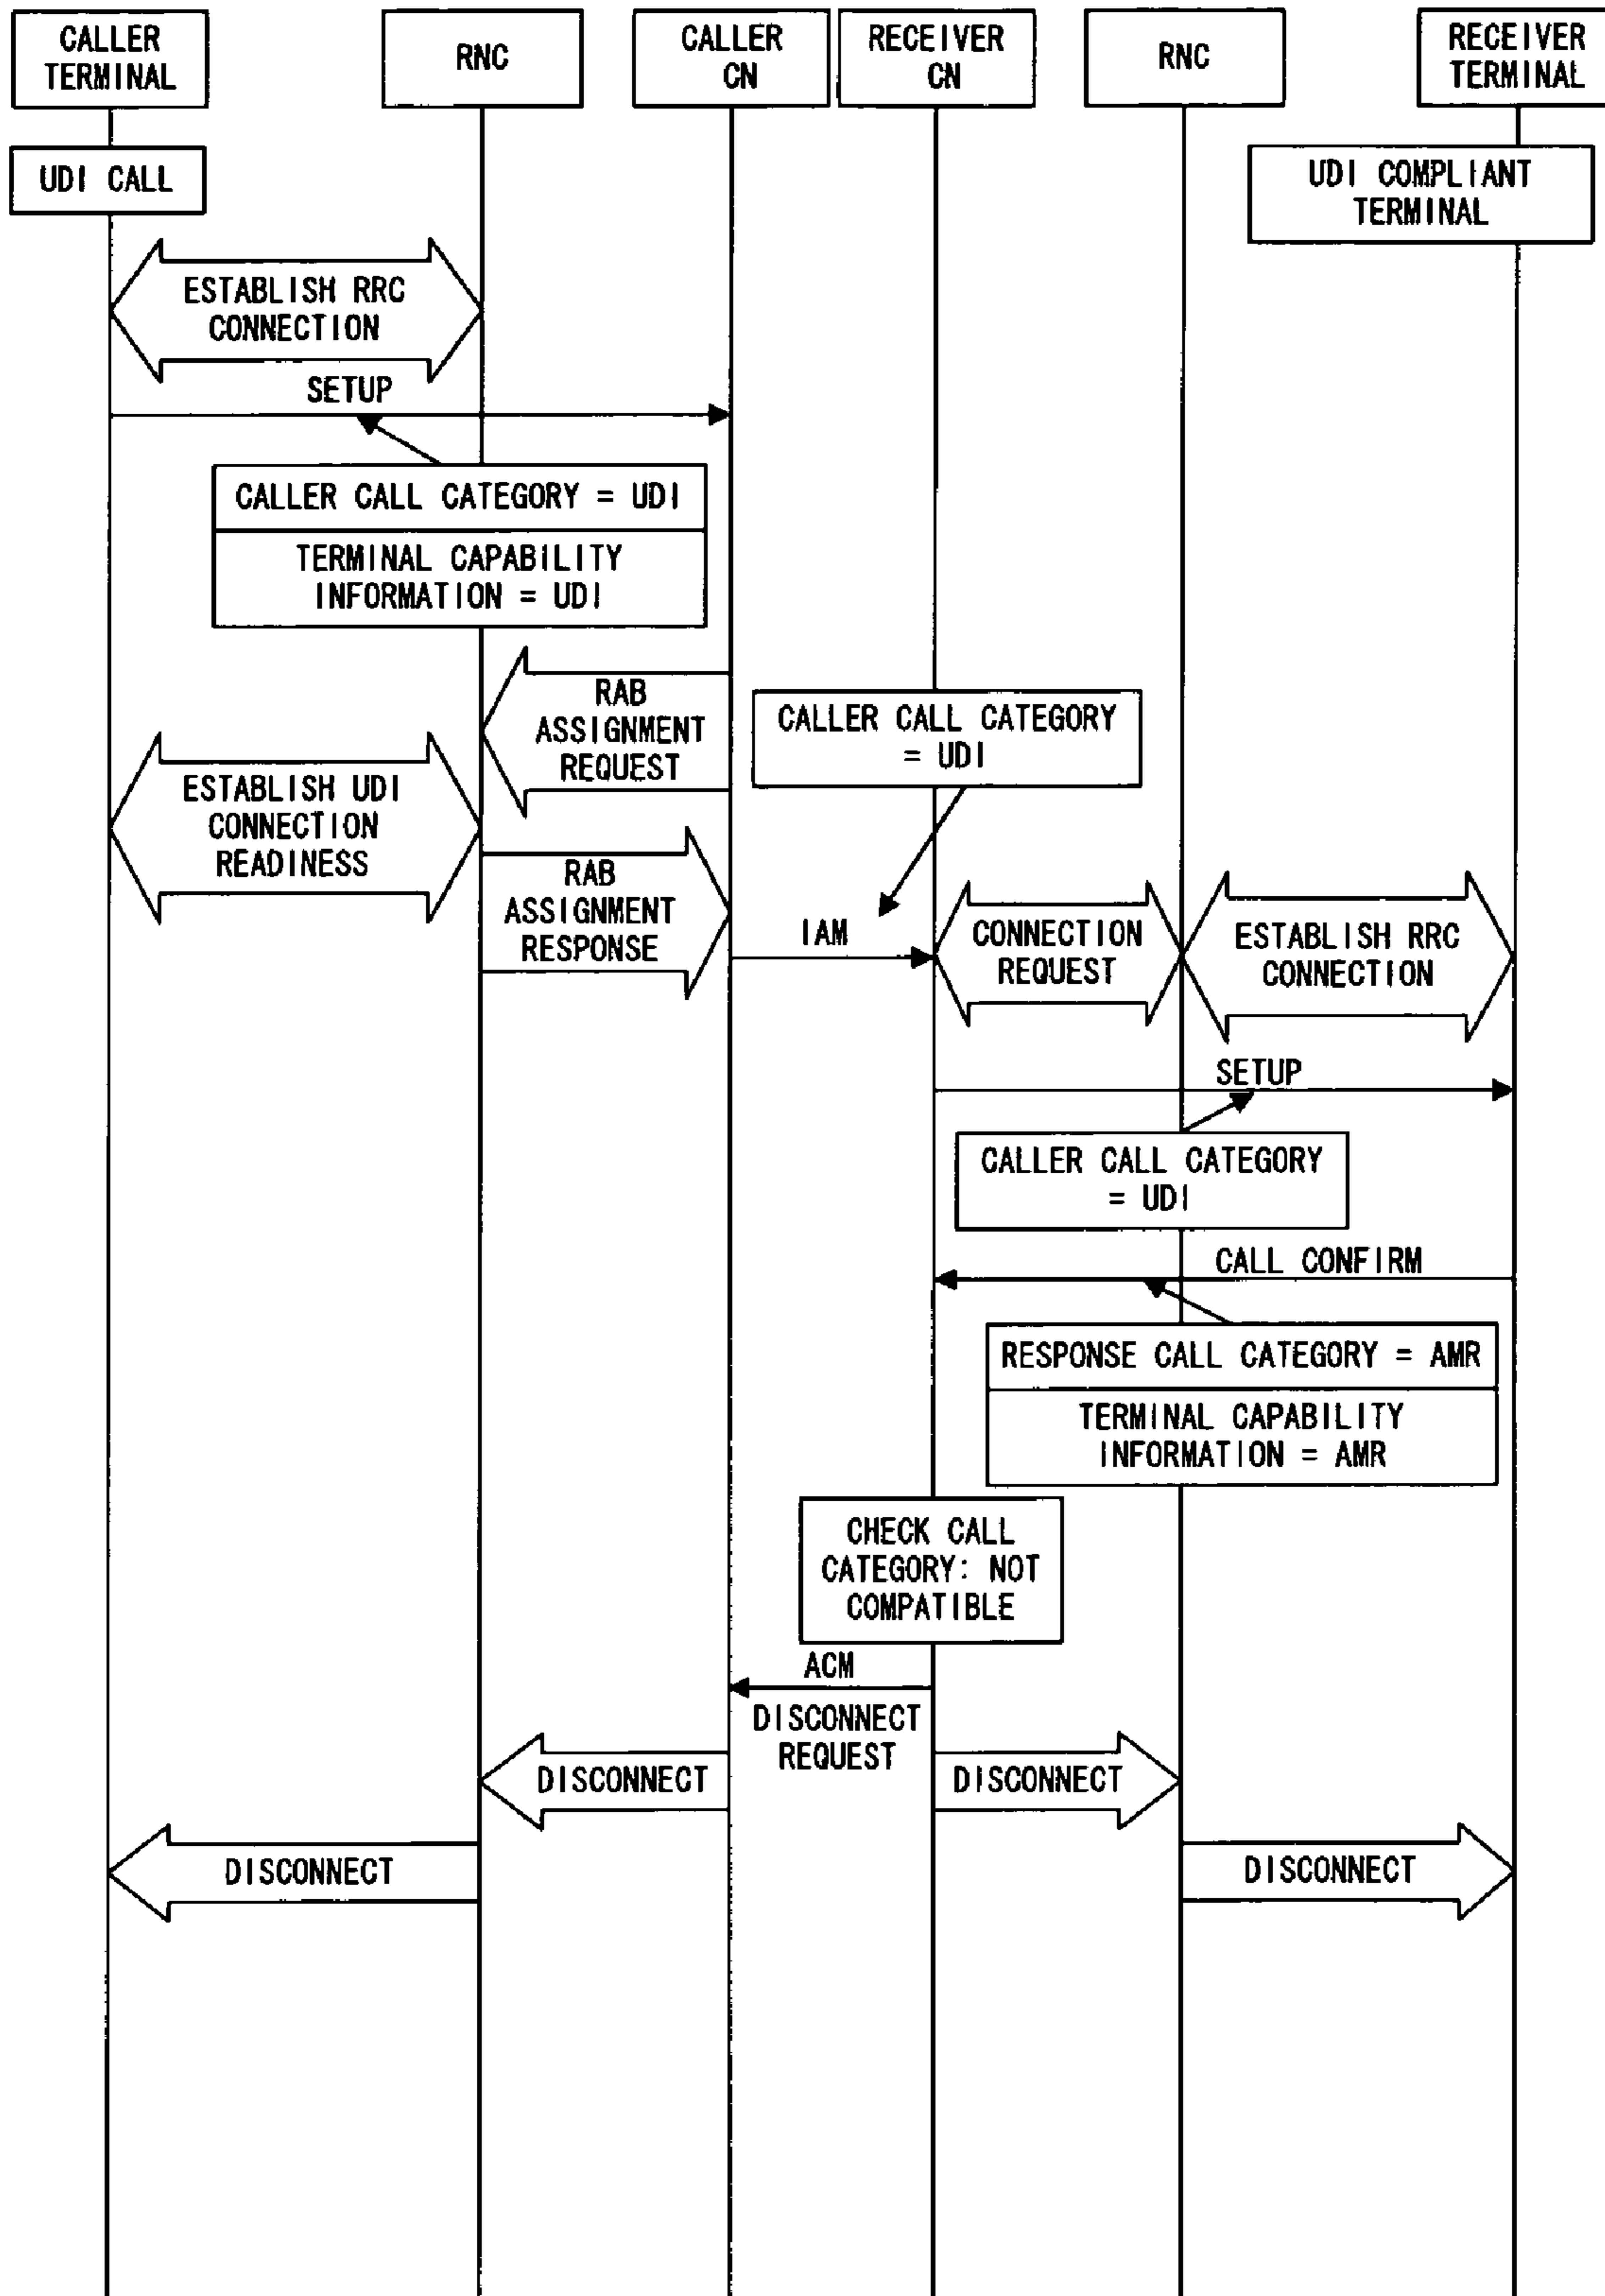 CALLER
TERMINAL
RNC
CALLER
CN
RECEIVER
CN
RNC
RECEIVER
TERMINAL
UDI CALL
UDI COMPLIANT
TERMINAL
ESTABLISH RRC
CONNECTION
SETUP
CALLER CALL CATEGORY = UDI
TERMINAL CAPABILITY
INFORMATION = UDI
RAB
ASSIGNMENT
REQUEST
CALLER CALL CATEGORY
= UDI
ESTABLISH UDI
CONNECTION
READINESS
RAB
ASSIGNMENT
RESPONSE
IAM
CONNECTION
REQUEST
ESTABLISH RRC
CONNECTION
SETUP
CALLER CALL CATEGORY
= UDI
CALL CONFIRM
RESPONSE CALL CATEGORY = AMR
TERMINAL CAPABILITY
INFORMATION = AMR
CHECK CALL
CATEGORY: NOT
COMPATIBLE
ACM
DISCONNECT
REQUEST
DISCONNECT
DISCONNECT
DISCONNECT
DISCONNECT